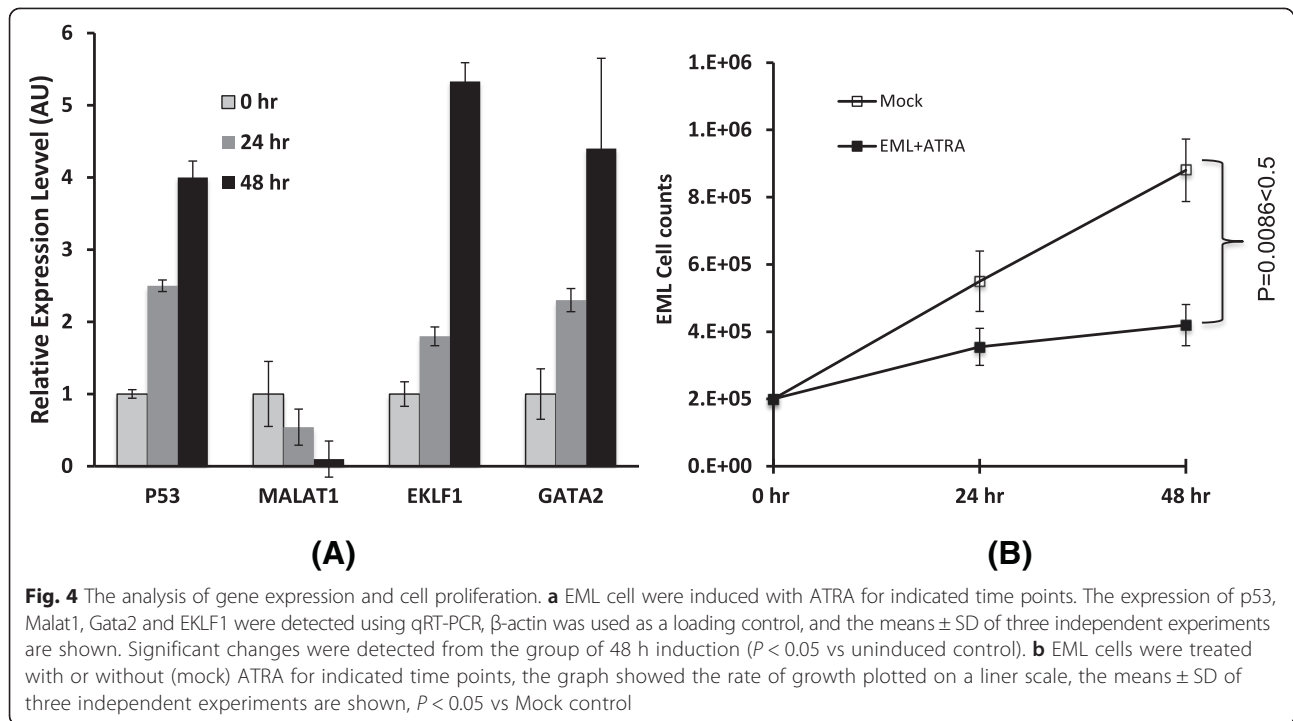 Relative Expression Levvel (AU)
6
5
4
3
2
1
0
0 hr
24 hr
48 hr
P53 MALAT1 EKLF1 GATA2
(A)
EML Cell counts
1.E+06
1.E+06
8.E+05
6.E+05
4.E+05
2.E+05
0.E+00
Mock
EML+ATRA
P=0.0086<0.5
0 hr 24 hr 48 hr
(B)
Fig. 4 The analysis of gene expression and cell proliferation. a EML cell were induced with ATRA for indicated time points. The expression of p53,
Malat1, Gata2 and EKLF1 were detected using qRT-PCR, β-actin was used as a loading control, and the means ± SD of three independent experiments
are shown. Significant changes were detected from the group of 48 h induction (P < 0.05 vs uninduced control). b EML cells were treated
with or without (mock) ATRA for indicated time points, the graph showed the rate of growth plotted on a liner scale, the means ± SD of
three independent experiments are shown, P < 0.05 vs Mock control